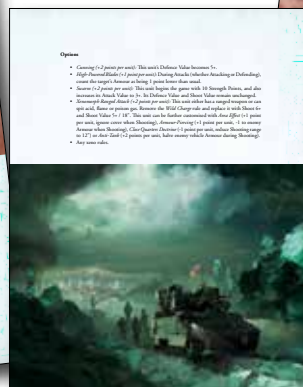 Options
• Cunning (+2 points per unit): This unit's Defence Value becomes 5+.
• High-Powered Blades (+1 point per unit): During Attacks (whether Attacking or Defending),
count the target's Armour as being 1 point lower than usual.
• Swarm (+2 points per unit): This unit begins the game with 10 Strength Points, and also
increases its Attack Value to 3+. Its Defence Value and Shoot Value remain unchanged.
• Xenomorph Ranged Attack (+2 points per unit): This unit either has a ranged weapon or can
spit acid, flame or poison gas. Remove the Wild Charge rule and replace it with Shoot 6+
and Shoot Value 5+ / 18". This unit can be further customised with Area Effect (+1 point
per unit, ignore cover when Shooting), Armour-Piercing (+1 point per unit, -1 to enemy
Armour when Shooting), Close Quarters Doctrine (-1 point per unit, reduce Shooting range
to 12") or Anti-Tank (+2 points per unit, halve enemy vehicle Armour during Shooting).
• Any xeno rules.